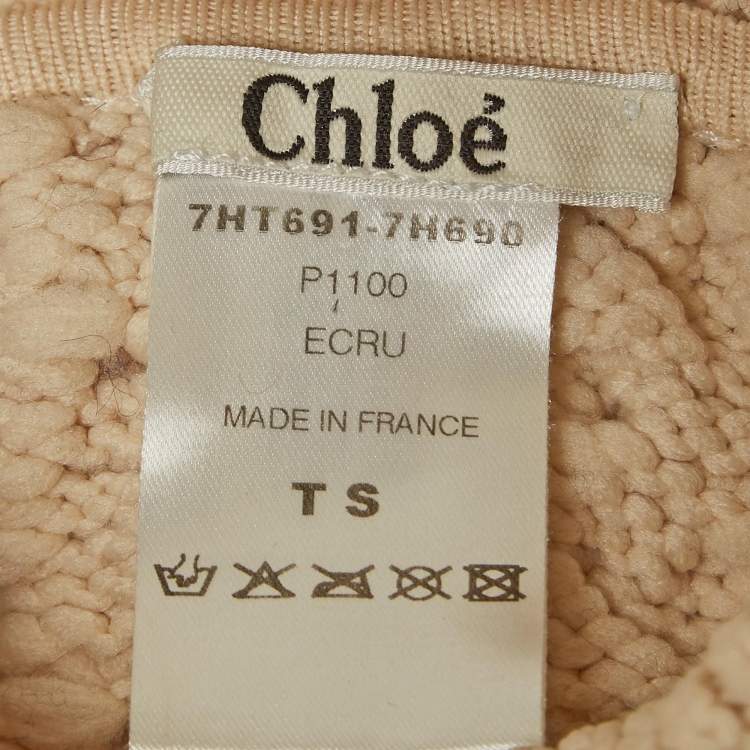 Chloé
7HT691-7H690
P1100
ECRU
MADE IN FRANCE
T S